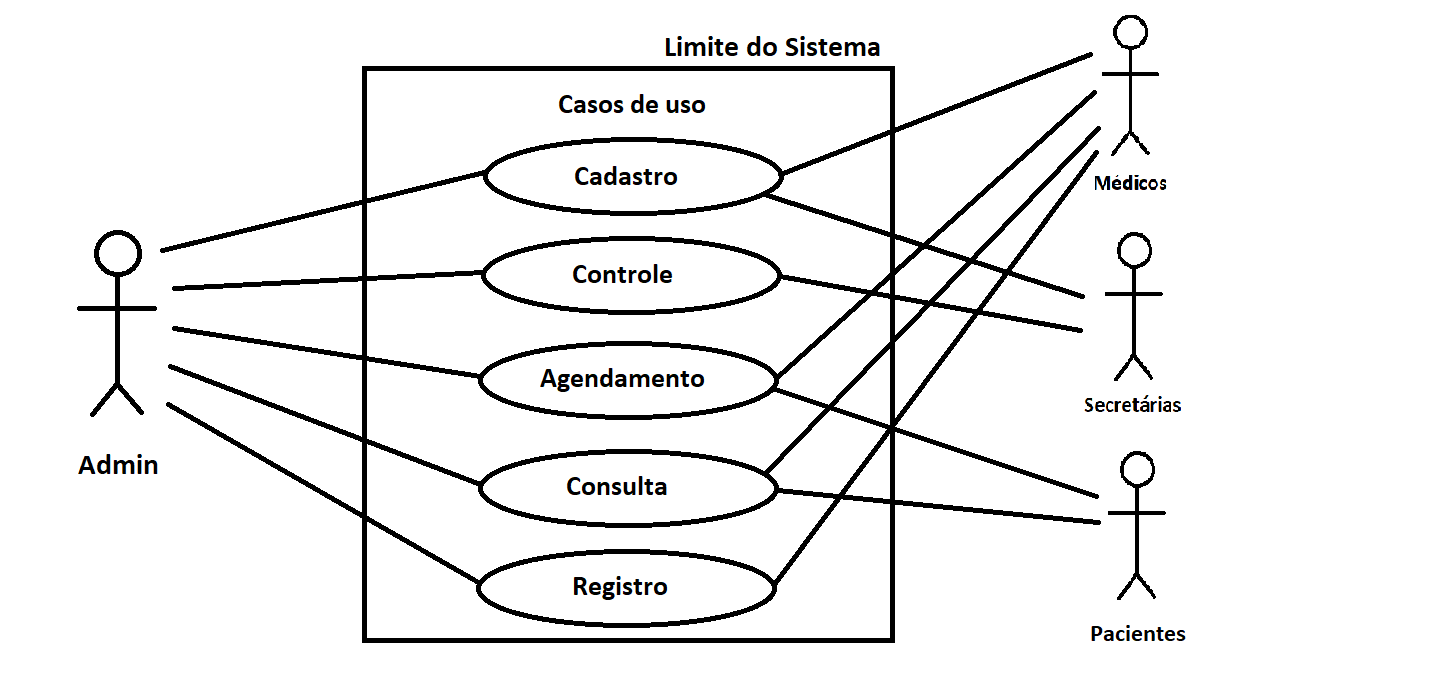 Limite do Sistema
Casos de uso
Cadastro
Controle
Agendamento
Consulta
Registro
Admin
Médicos
Secretárias
Pacientes